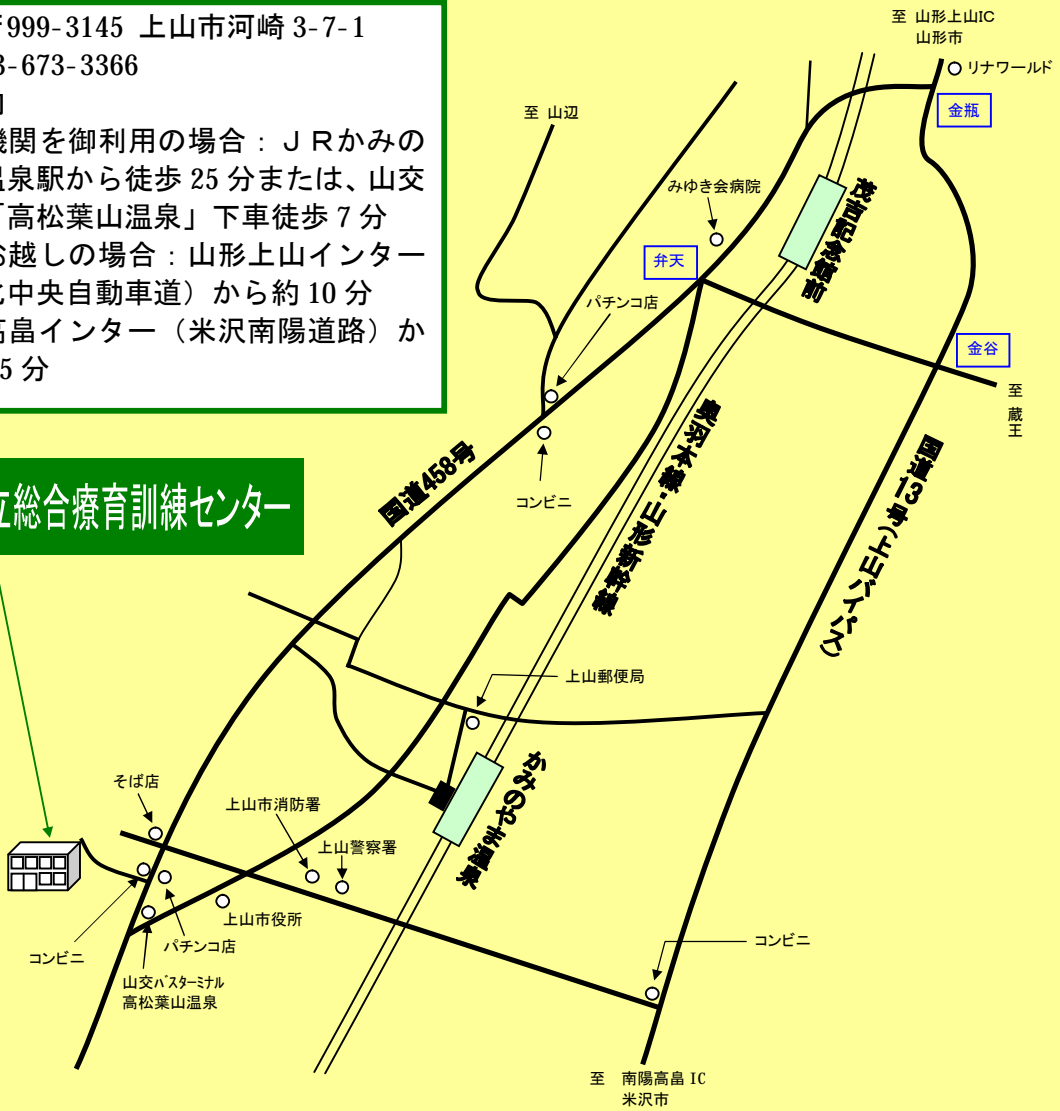 〒999-3145 上山市河崎 3-7-1
3-673-3366
機関を御利用の場合：ＪＲかみの
温泉駅から徒歩 25 分または、山交
「高松葉山温泉」下車徒歩 7 分
お越しの場合：山形上山インター
中央自動車道）から約 10 分
高畠インター（米沢南陽道路）か
5 分
立総合療育訓練センター
至 山形上山IC
山形市
リナワールド
金瓶
至 山辺
みゆき会病院
茂吉記念館前
弁天
パチンコ店
金谷
至 蔵王
コンビニ
国道458号
奥羽本線・山形新幹線
国道13号(上山バイパス)
上山郵便局
かみのやま温泉
そば店
上山市消防署
上山警察署
上山市役所
パチンコ店
コンビニ
山交バスターミナル
高松葉山温泉
コンビニ
至 南陽高畠 IC
米沢市